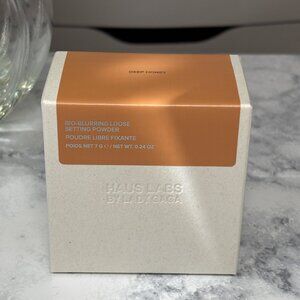 DEEP HONEY
BIO-BLURRING LOOSE
SETTING POWDER
POUDRE LIBRE FIXANTE
POIDS NET 7 G ℮ / NET WT. 0.24 OZ
HAUS LABS
BY LADY GAGA